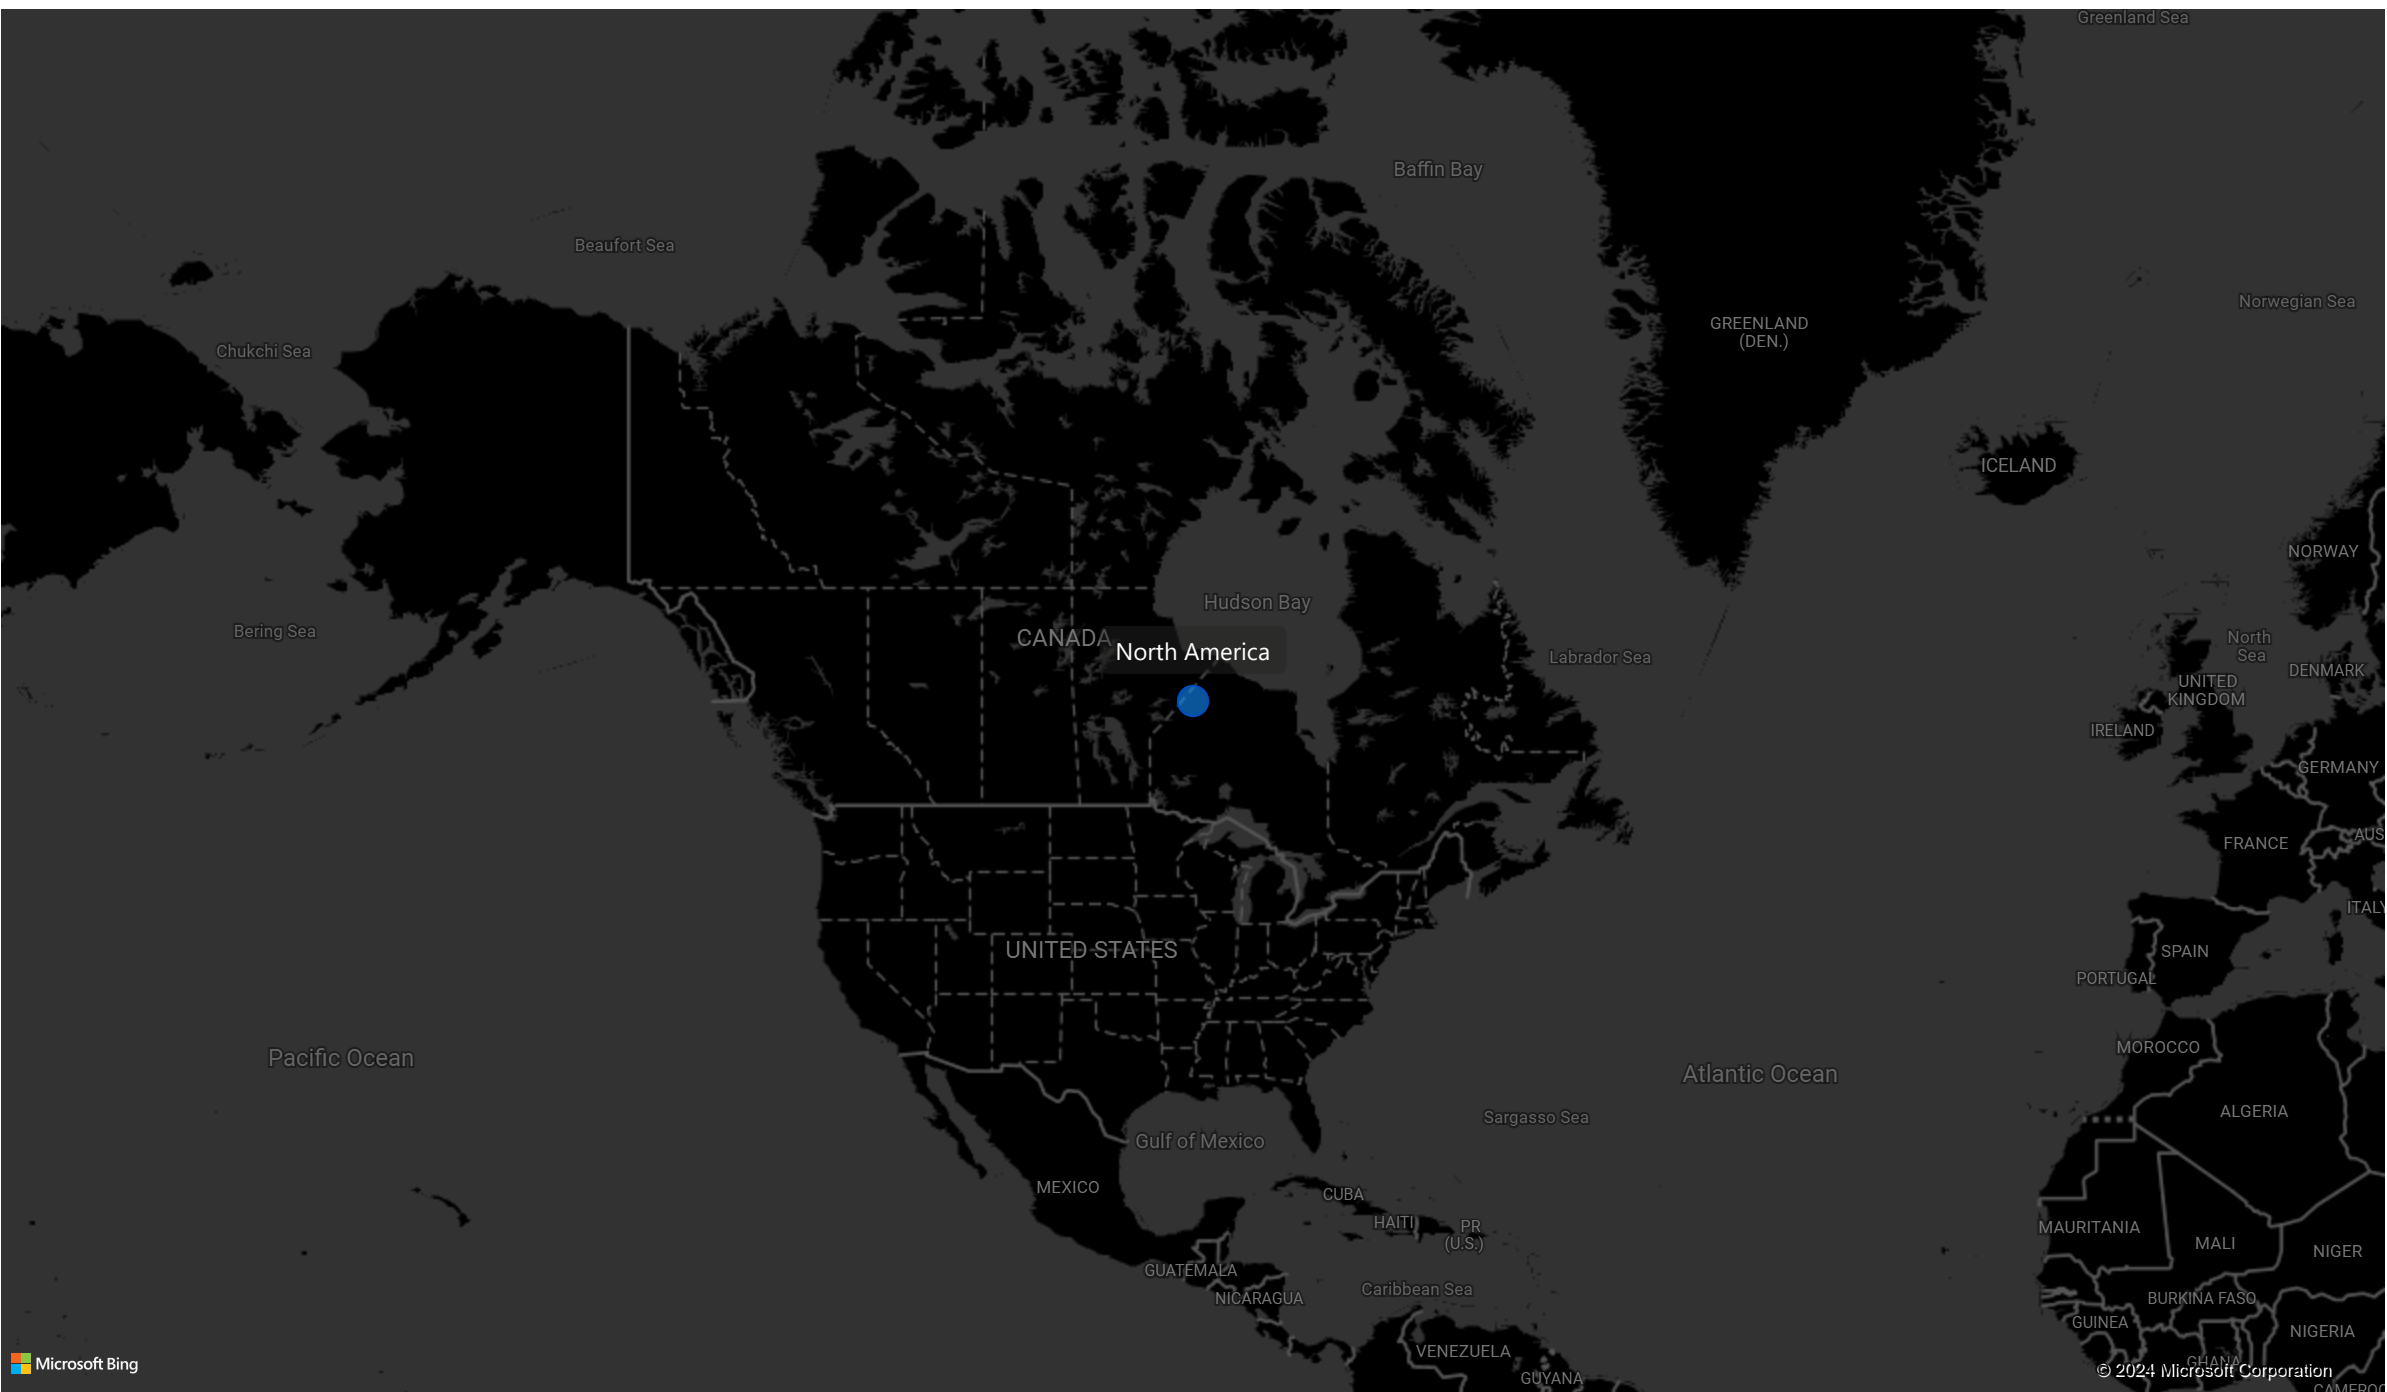 Greenland Sea
Baffin Bay
Beaufort Sea
Norwegian Sea
GREENLAND
(DEN.)
Chukchi Sea
ICELAND
NORWAY
Hudson Bay
Bering Sea
CANADA
North America
Labrador Sea
North
Sea
DENMARK
UNITED
KINGDOM
IRELAND
GERMANY
AUS
FRANCE
ITALY
UNITED STATES
SPAIN
PORTUGAL
MOROCCO
Pacific Ocean
Atlantic Ocean
ALGERIA
Sargasso Sea
Gulf of Mexico
MEXICO
CUBA
HAITI
PR
(U.S.)
MAURITANIA
MALI
NIGER
GUATEMALA
Caribbean Sea
NICARAGUA
BURKINA FASO
GUINEA
NIGERIA
VENEZUELA
GHANA
Microsoft Bing
© 2024 Microsoft Corporation
GUYANA
CAMEROO